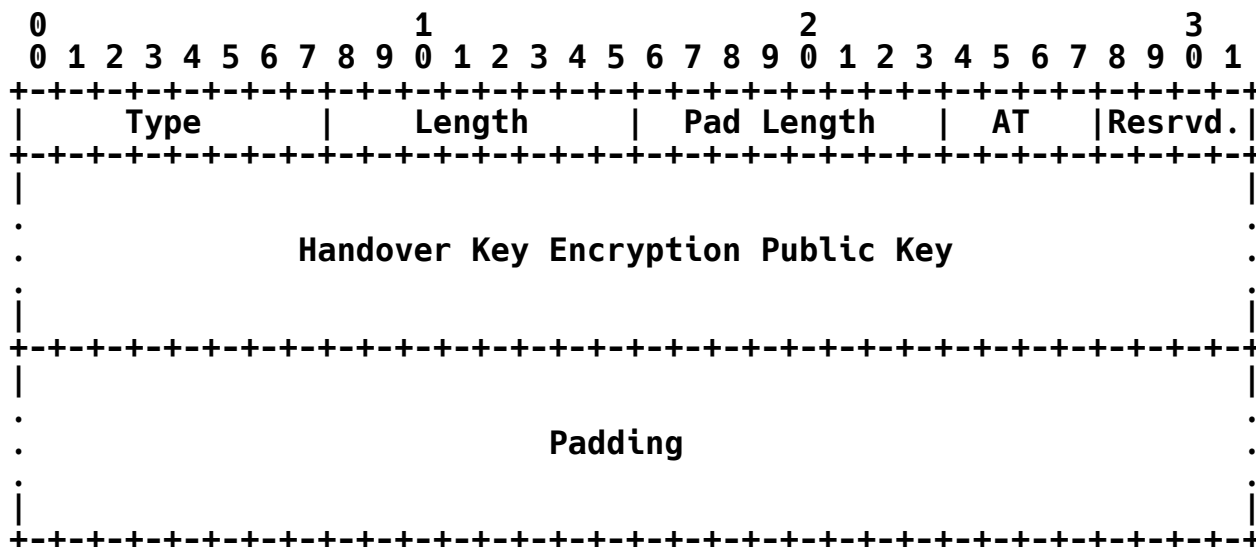 0                   1                   2                   3
 0 1 2 3 4 5 6 7 8 9 0 1 2 3 4 5 6 7 8 9 0 1 2 3 4 5 6 7 8 9 0 1
+-+-+-+-+-+-+-+-+-+-+-+-+-+-+-+-+-+-+-+-+-+-+-+-+-+-+-+-+-+-+-+-+
|     Type      |    Length     |  Pad Length   |  AT   |Resrvd.|
+-+-+-+-+-+-+-+-+-+-+-+-+-+-+-+-+-+-+-+-+-+-+-+-+-+-+-+-+-+-+-+-+
|                                                               |
.                                                               .
.              Handover Key Encryption Public Key               .
.                                                               .
|                                                               |
+-+-+-+-+-+-+-+-+-+-+-+-+-+-+-+-+-+-+-+-+-+-+-+-+-+-+-+-+-+-+-+-+
|                                                               |
.                                                               .
.                           Padding                             .
.                                                               .
|                                                               |
+-+-+-+-+-+-+-+-+-+-+-+-+-+-+-+-+-+-+-+-+-+-+-+-+-+-+-+-+-+-+-+-+